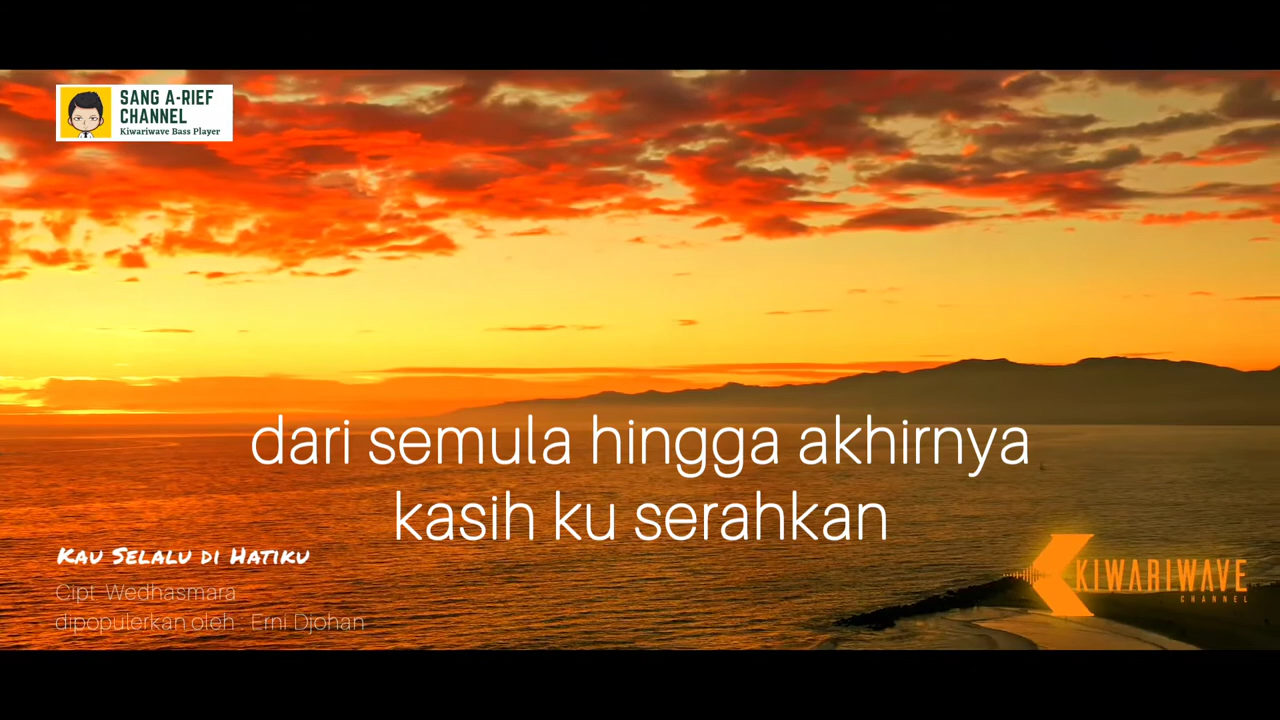 SANG A-RIEF
CHANNEL
Kiwariwave Bass Player
dari semula hingga akhirnya
kasih ku serahkan
Kau Selalu di Hatiku
Cipt. Wedhasmara
dipopulerkan oleh : Erni Djohan
KIWARIWAVE
CHANNEL